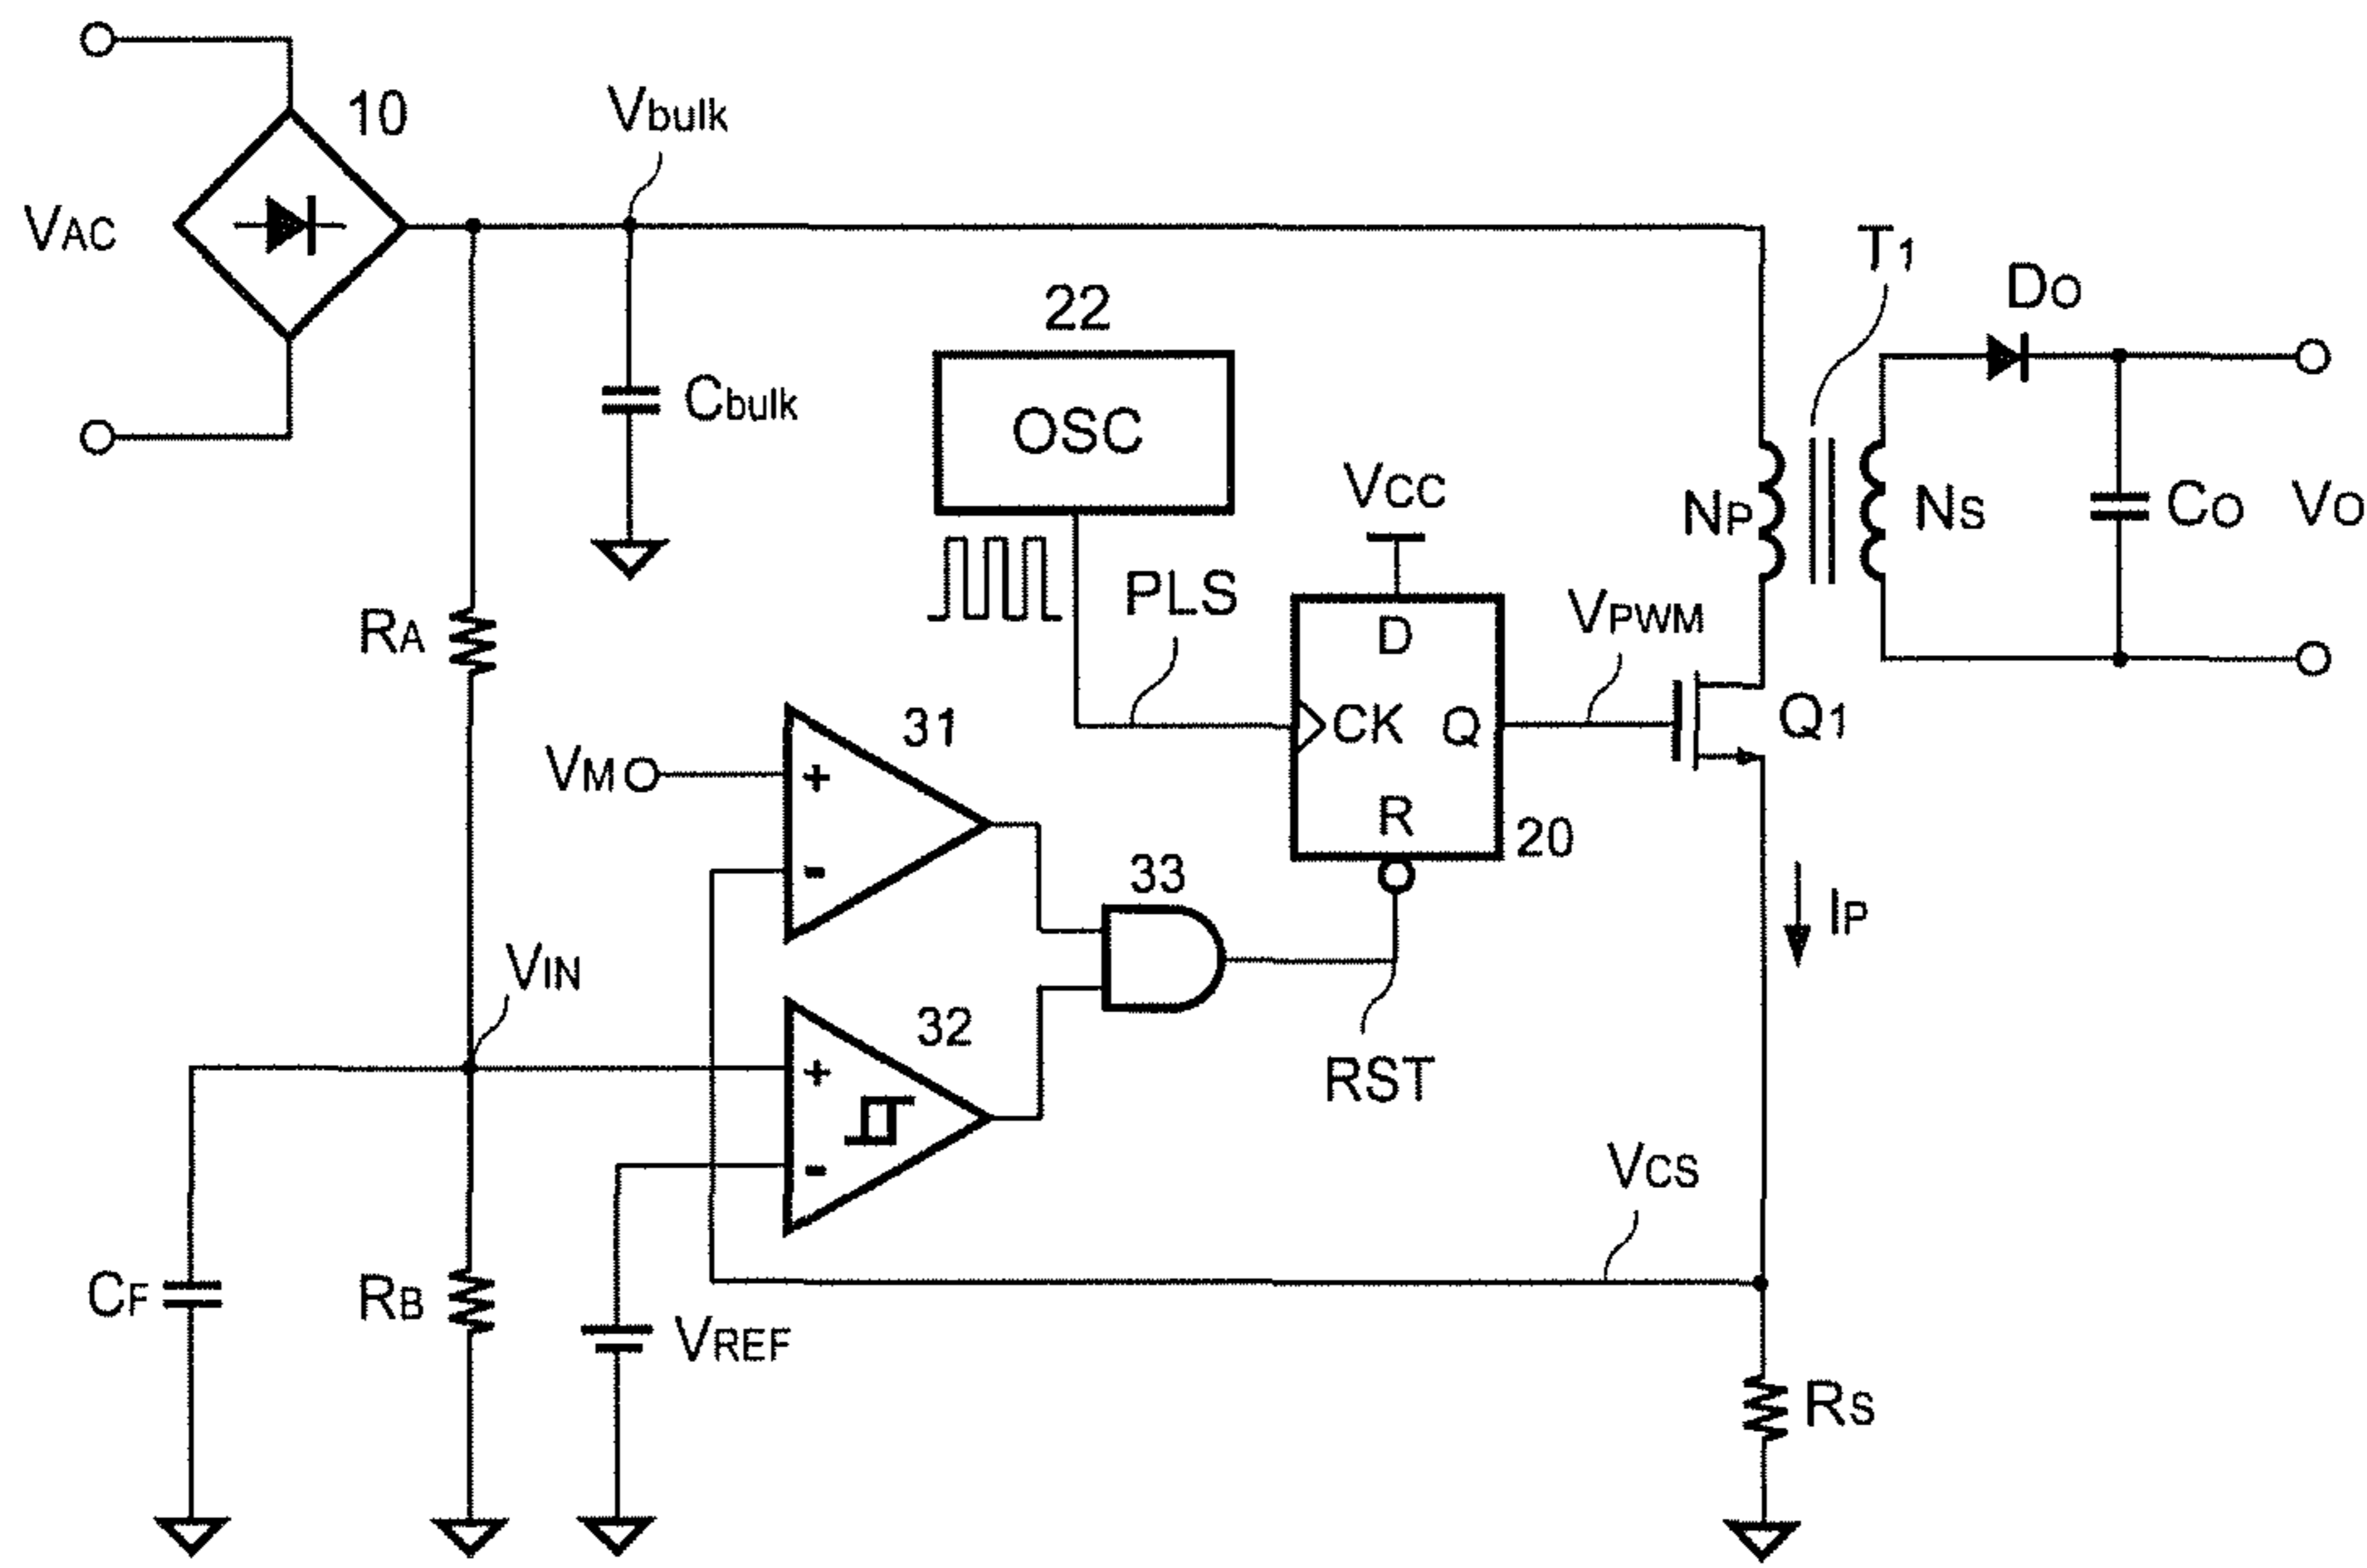 10
Vbulk
VAC
T1
DO
22
Cbulk
OSC
VCC
NP
NS
CO
VO
PLS
RA
D
VPWM
31
CK
Q
Q1
VM
+
R
20
-
33
IP
VIN
32
+
RST
-
VCS
CF
RB
VREF
RS